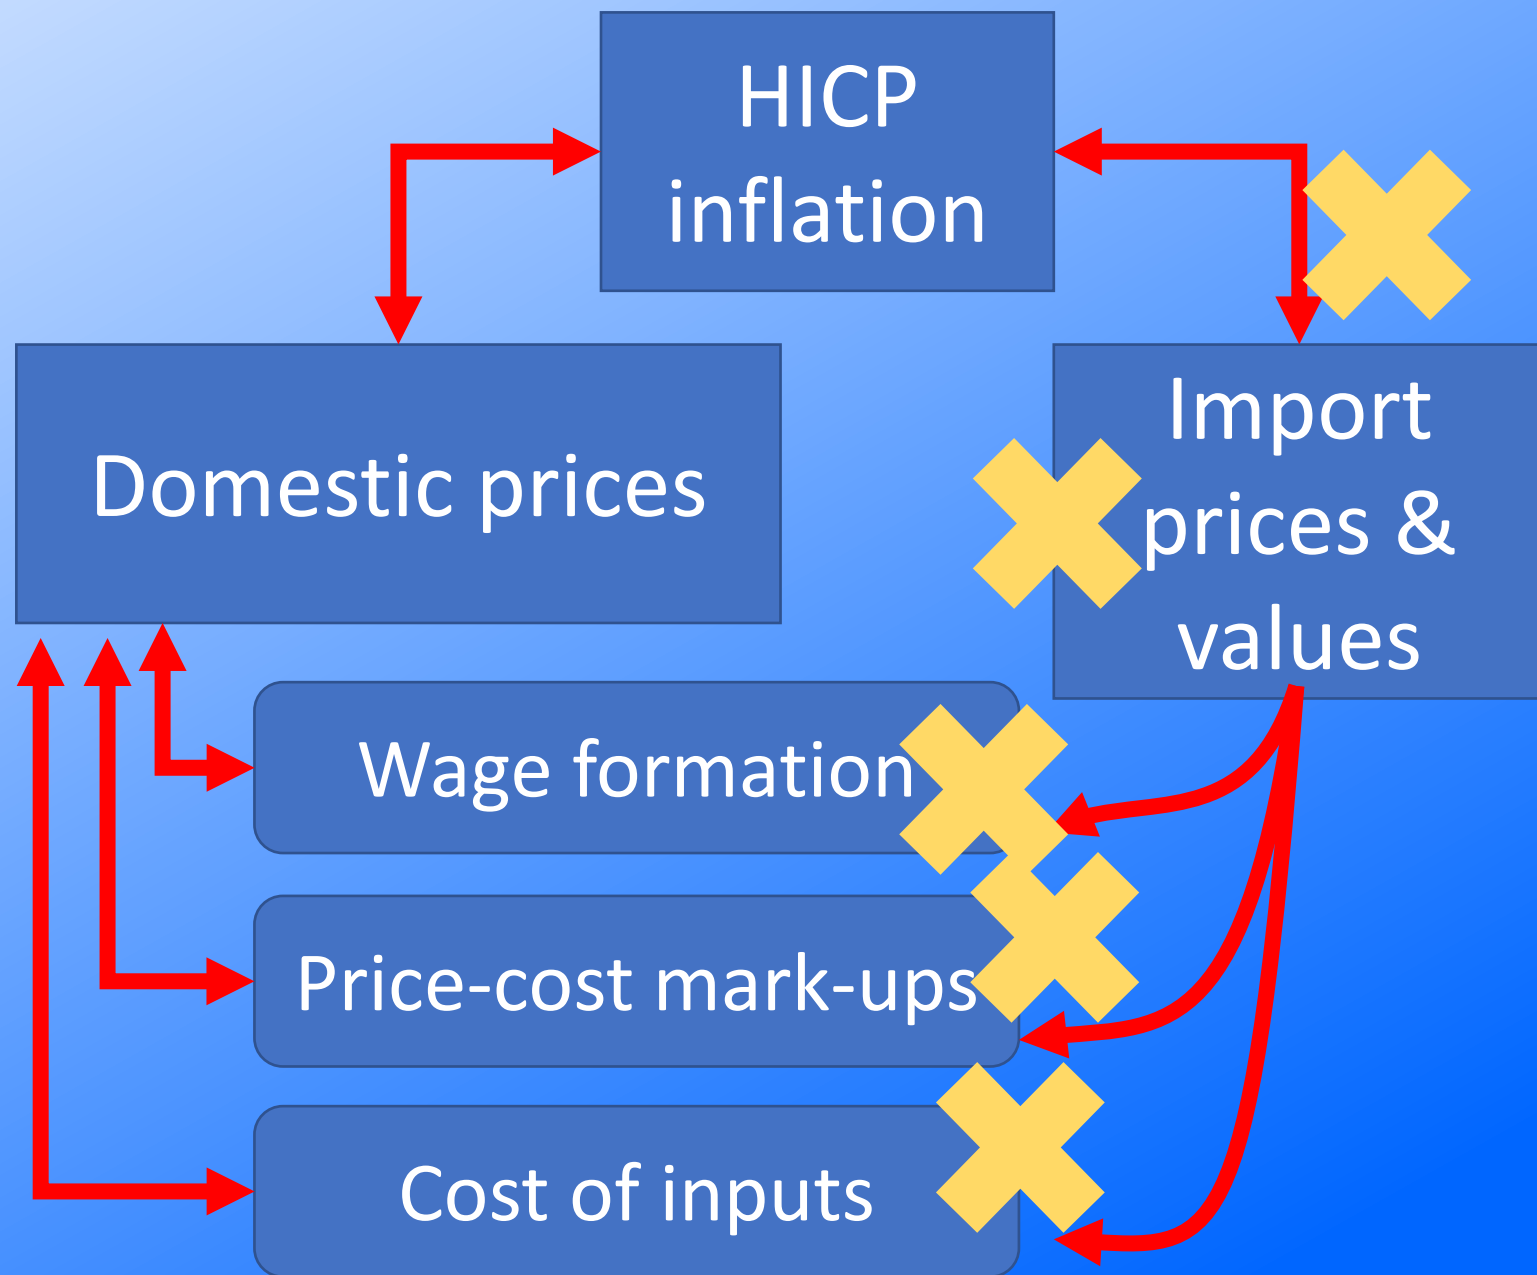 HICP
inflation
Domestic prices
Import
prices &
values
Wage formation
Price-cost mark-ups
Cost of inputs